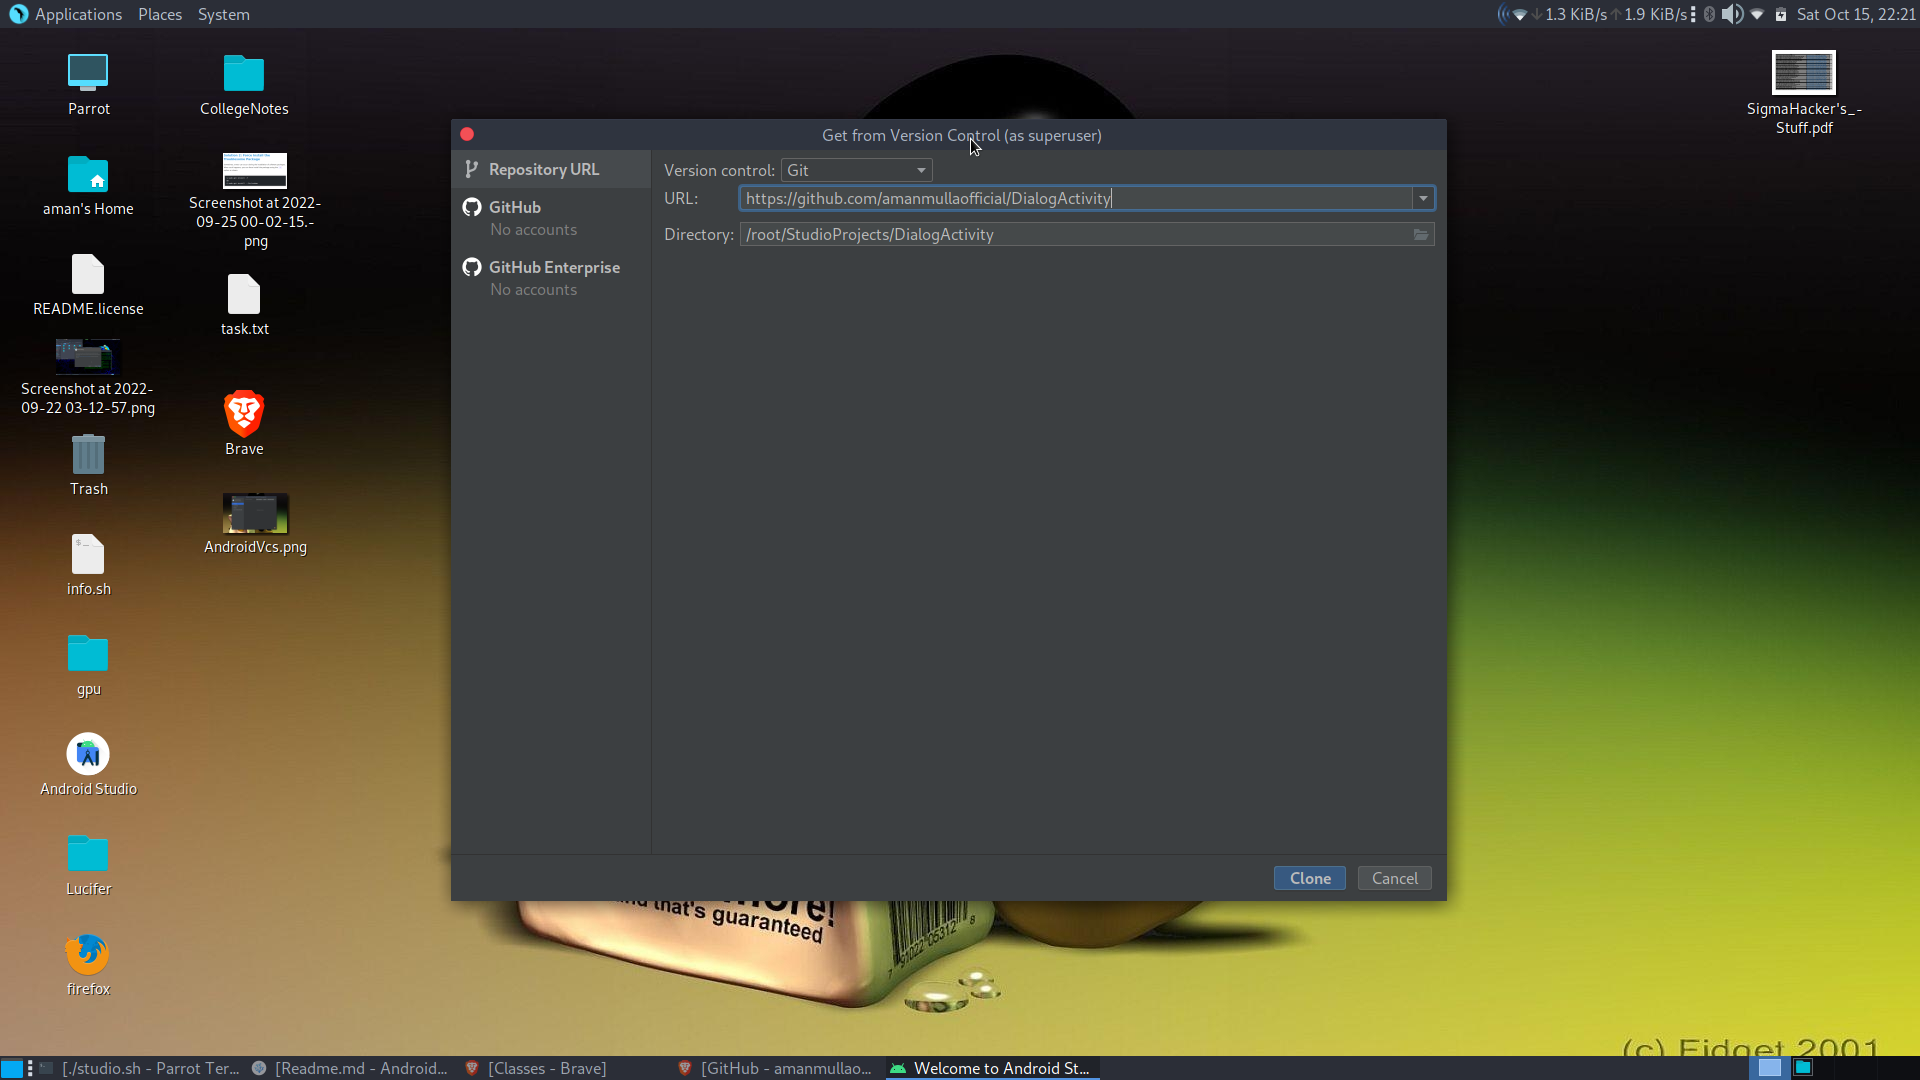 Applications Places System
1.3 KiB/s 1.9 KiB/s Sat Oct 15, 22:21
Parrot
CollegeNotes
SigmaHacker's_-
Stuff.pdf
aman's Home
Screenshot at 2022-
09-25 00-02-15.-
png
README.license
task.txt
Screenshot at 2022-
09-22 03-12-57.png
Brave
Trash
AndroidVcs.png
info.sh
gpu
Android Studio
Lucifer
firefox
Get from Version Control (as superuser)
Repository URL
GitHub
No accounts
GitHub Enterprise
No accounts
Version control: Git
URL: https://github.com/amanmullaofficial/DialogActivity
Directory: /root/StudioProjects/DialogActivity
Clone Cancel
that's guaranteed
7 91022 05312 8
(c) Fidget 2001
[./studio.sh - Parrot Ter... [Readme.md - Android... [Classes - Brave] [GitHub - amanmullao... Welcome to Android St...